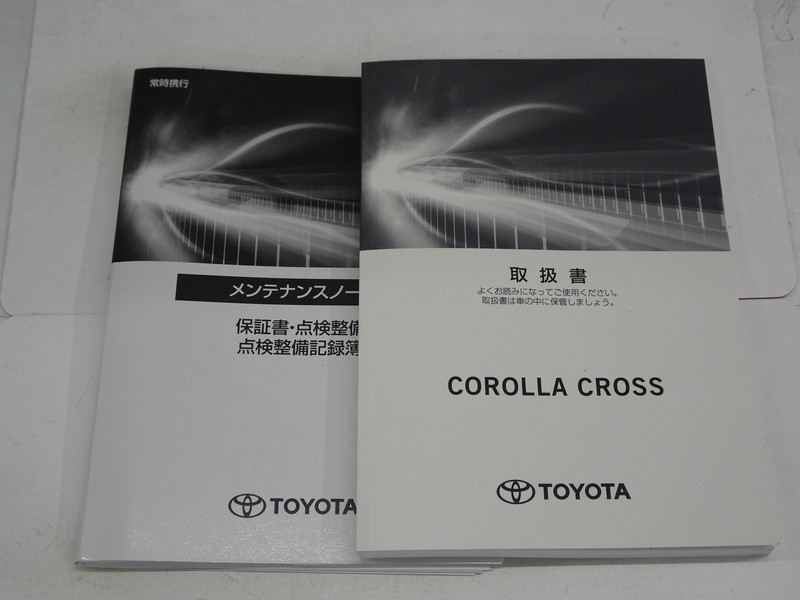 常時携行
メンテナンスノー
保証書・点検整備
点検整備記録簿
TOYOTA
取扱書
よくお読みになってご使用ください。
取扱書は車の中に保管しましょう。
COROLLA CROSS
TOYOTA